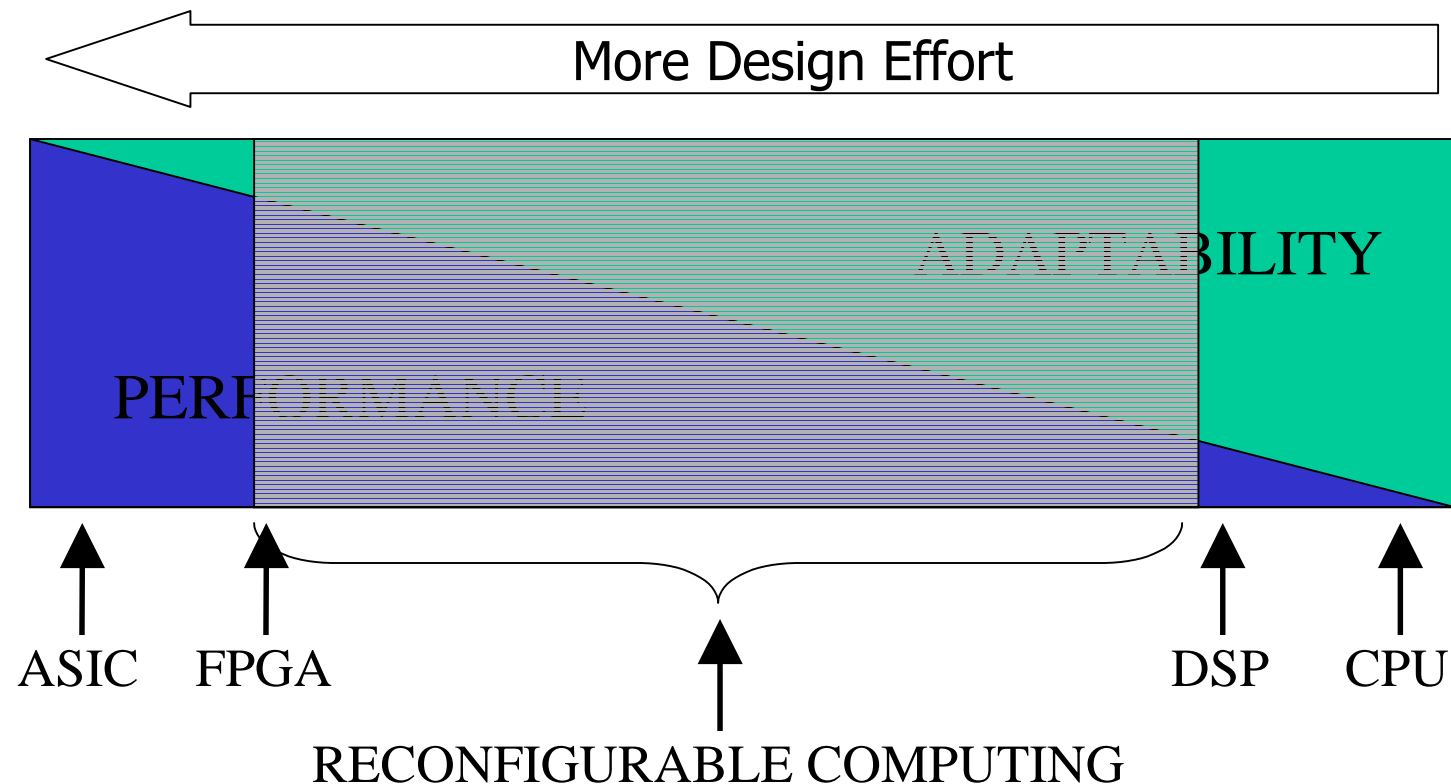 More Design Effort
ADAPTABILITY
PERFORMANCE
ASIC FPGA DSP CPU
RECONFIGURABLE COMPUTING